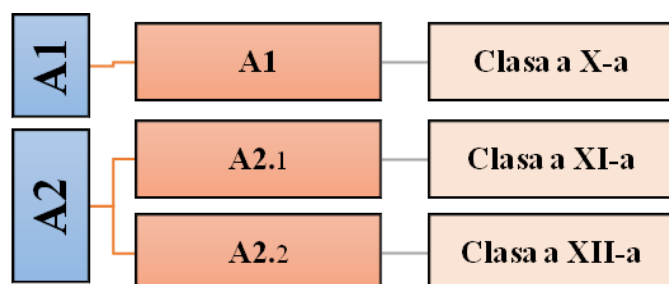 A1
A1
Clasa a X-a
A2
A2.1
Clasa a XI-a
A2.2
Clasa a XII-a